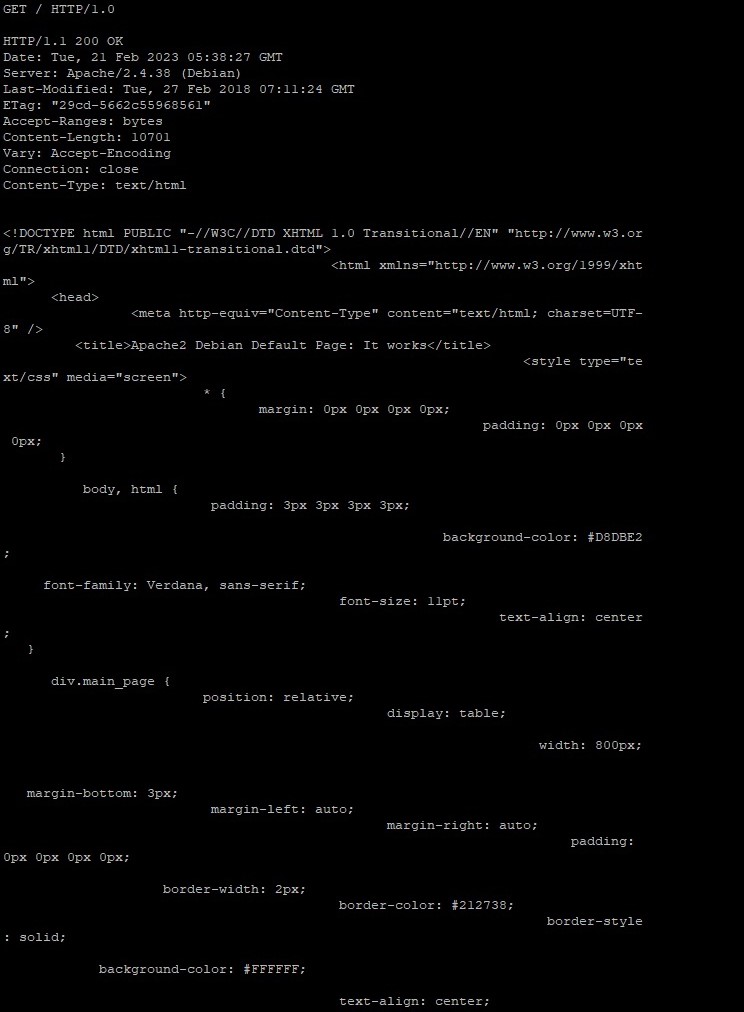 GET / HTTP/1.0
HTTP/1.1 200 OK
Date: Tue, 21 Feb 2023 05:38:27 GMT
Server: Apache/2.4.38 (Debian)
Last-Modified: Tue, 27 Feb 2018 07:11:24 GMT
ETag: "29cd-5662c55968561"
Accept-Ranges: bytes
Content-Length: 10701
Vary: Accept-Encoding
Connection: close
Content-Type: text/html
<!DOCTYPE html PUBLIC "-//W3C//DTD XHTML 1.0 Transitional//EN" "http://www.w3.or
g/TR/xhtml1/DTD/xhtml1-transitional.dtd">
<html xmlns="http://www.w3.org/1999/xht
ml">
<head>
<meta http-equiv="Content-Type" content="text/html; charset=UTF-
8" />
<title>Apache2 Debian Default Page: It works</title>
<style type="te
xt/css" media="screen">
* {
margin: 0px 0px 0px 0px;
padding: 0px 0px 0px
0px;
}
body, html {
padding: 3px 3px 3px 3px;
background-color: #D8DBE2
;
font-family: Verdana, sans-serif;
font-size: 11pt;
text-align: center
;
}
div.main_page {
position: relative;
display: table;
width: 800px;
margin-bottom: 3px;
margin-left: auto;
margin-right: auto;
padding:
0px 0px 0px 0px;
border-width: 2px;
border-color: #212738;
border-style
: solid;
background-color: #FFFFFF;
text-align: center;